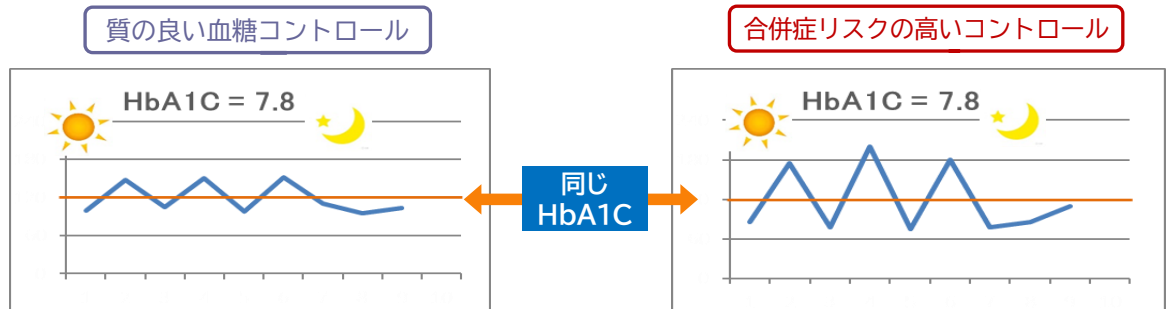 質の良い血糖コントロール
合併症リスクの高いコントロール
HbA1C = 7.8
同じ
HbA1C
HbA1C = 7.8